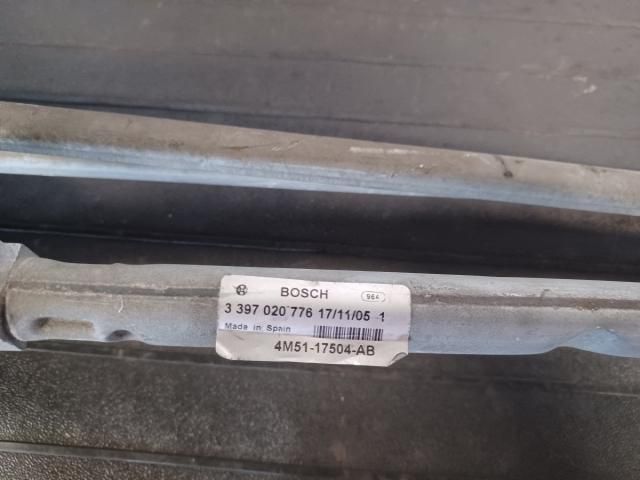 BOSCH 964
3 397 020 776 17/11/05 1
Made in Spain
4M51-17504-AB